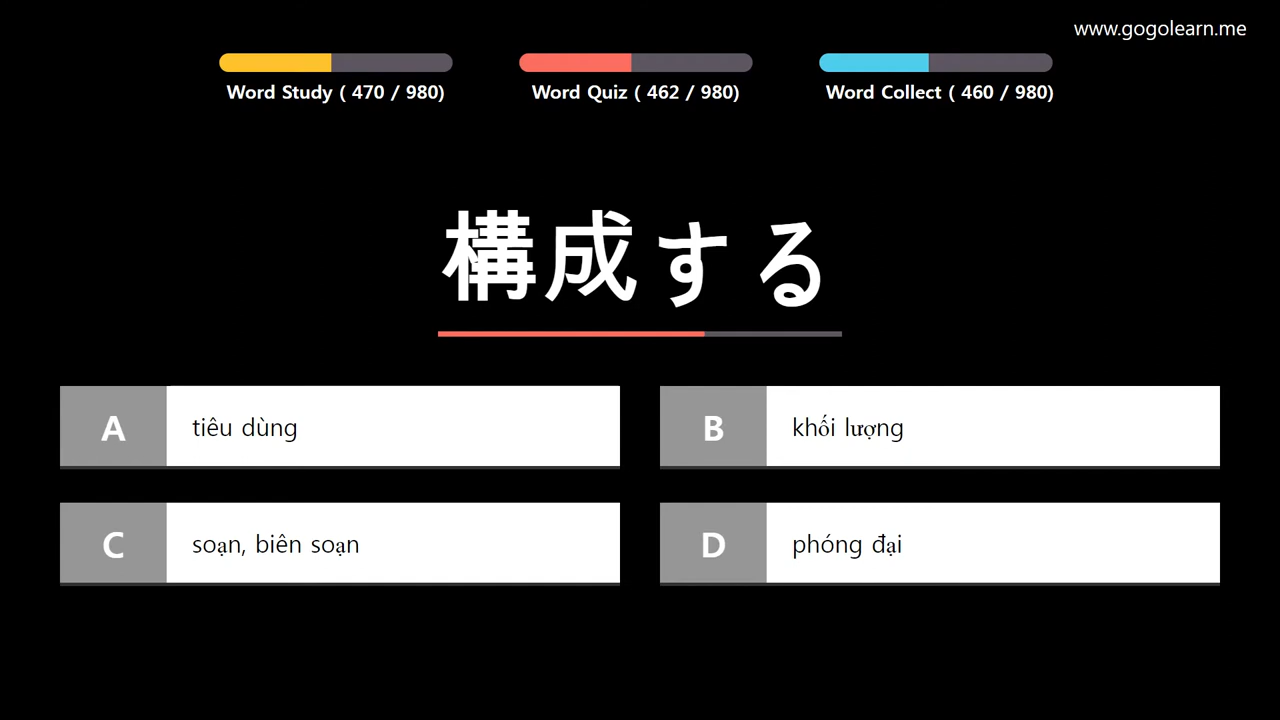 www.gogolearn.me
Word Study ( 470 / 980)
Word Quiz ( 462 / 980)
Word Collect ( 460 / 980)
構成する
A tiêu dùng
B khối lượng
C soạn, biên soạn
D phóng đại